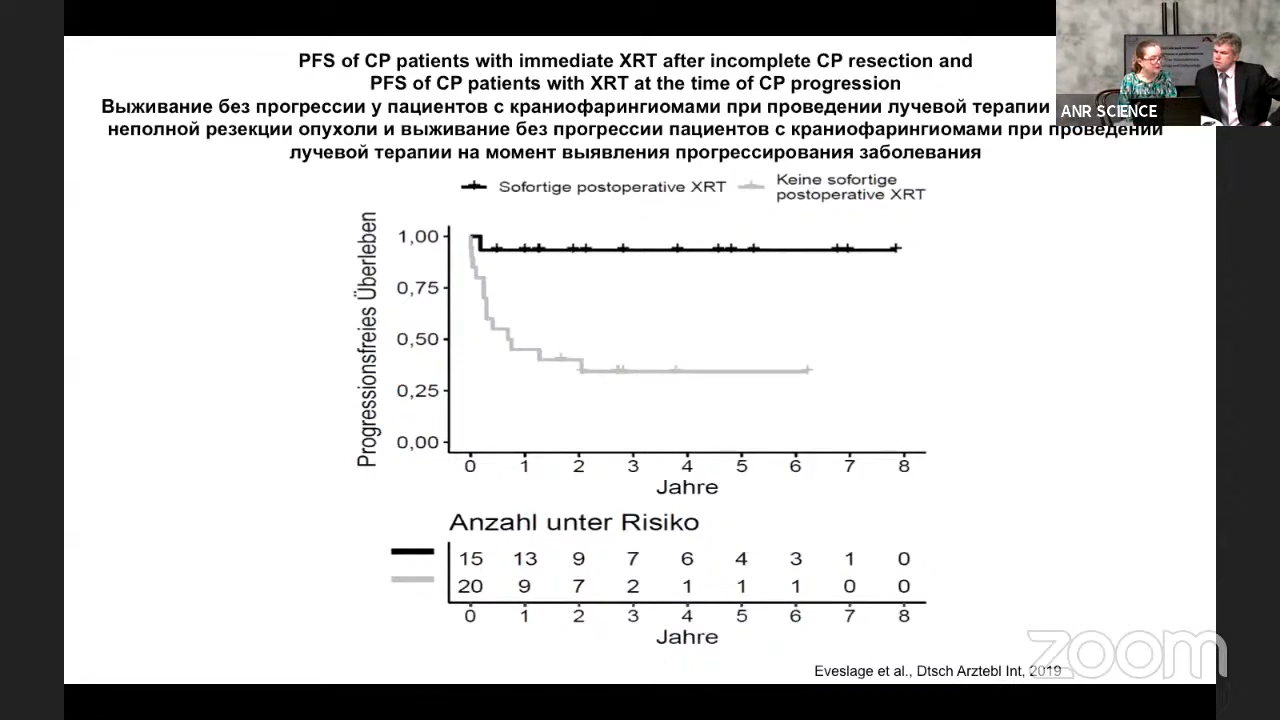 PFS of CP patients with immediate XRT after incomplete CP resection and
PFS of CP patients with XRT at the time of CP progression
Выживание без прогрессии у пациентов с краниофарингиомами при проведении лучевой терапии
неполной резекции опухоли и выживание без прогрессии пациентов с краниофарингиомами при проведении
лучевой терапии на момент выявления прогрессирования заболевания
ANR SCIENCE
Sofortige postoperative XRT
Keine sofortige
postoperative XRT
Progressionsfreies Überleben
1,00
0,75
0,50
0,25
0,00
0 1 2 3 4 5 6 7 8
Jahre
Anzahl unter Risiko
15 13 9 7 6 4 3 1 0
20 9 7 2 1 1 1 0 0
0 1 2 3 4 5 6 7 8
Jahre
zoom
Eveslage et al., Dtsch Arztebl Int, 2019